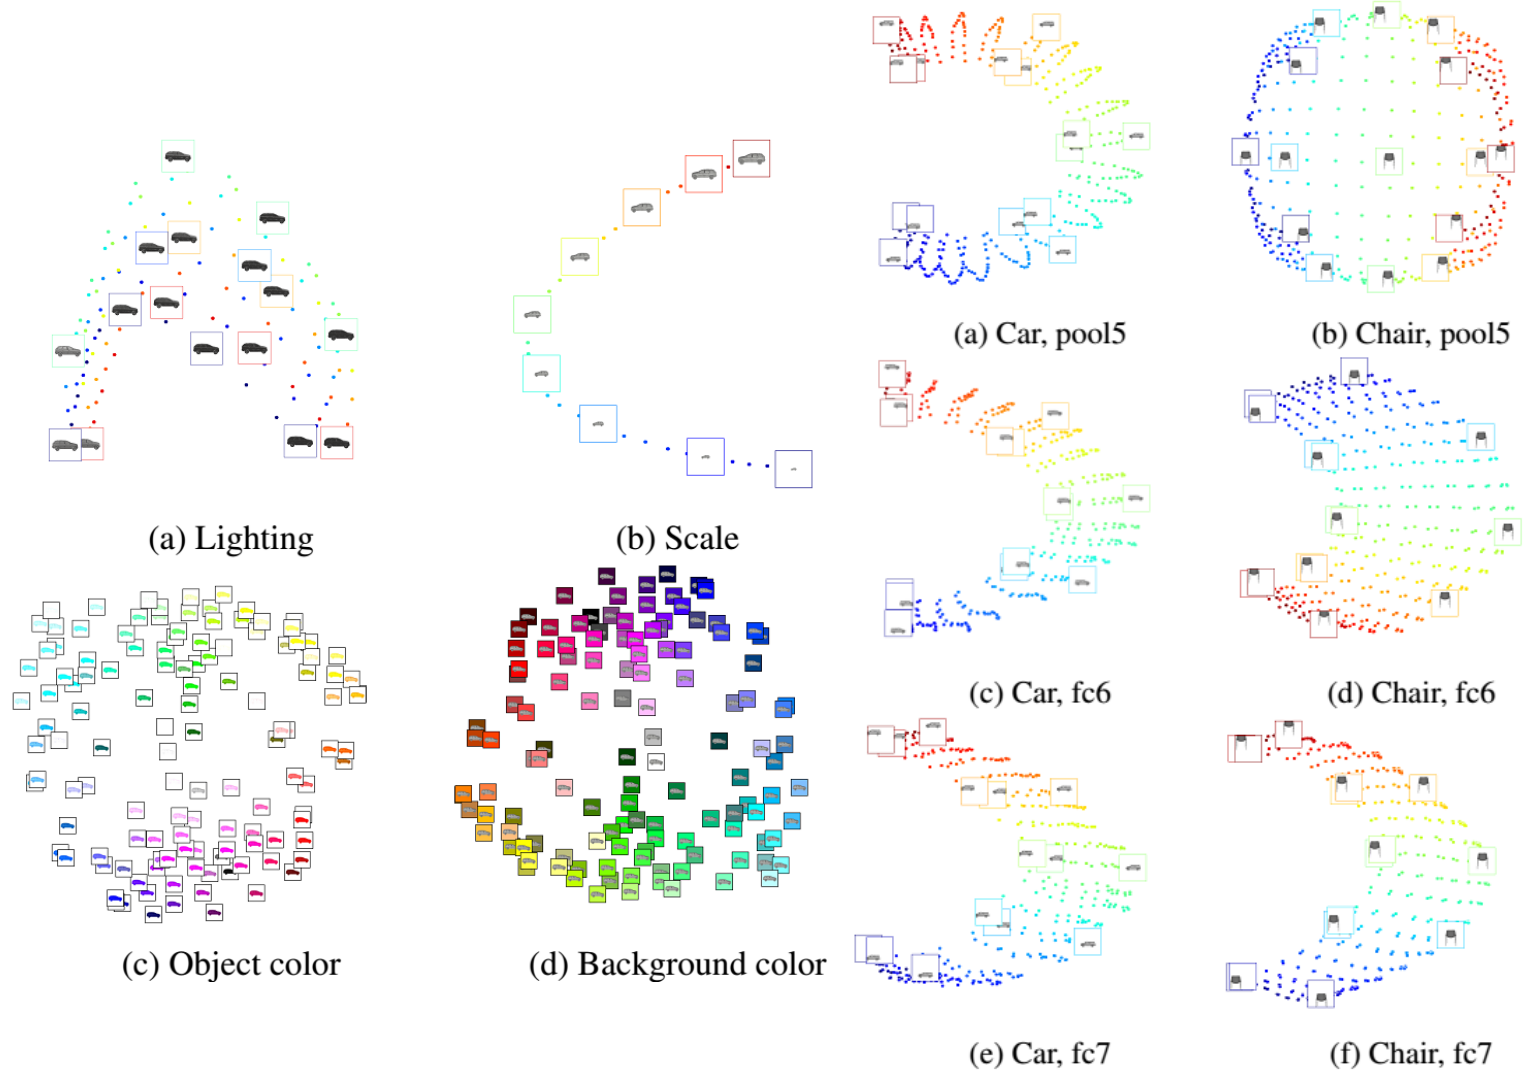 (a) Car, pool5
(b) Chair, pool5
(a) Lighting
(b) Scale
(c) Car, fc6
(d) Chair, fc6
(c) Object color
(d) Background color
(e) Car, fc7
(f) Chair, fc7